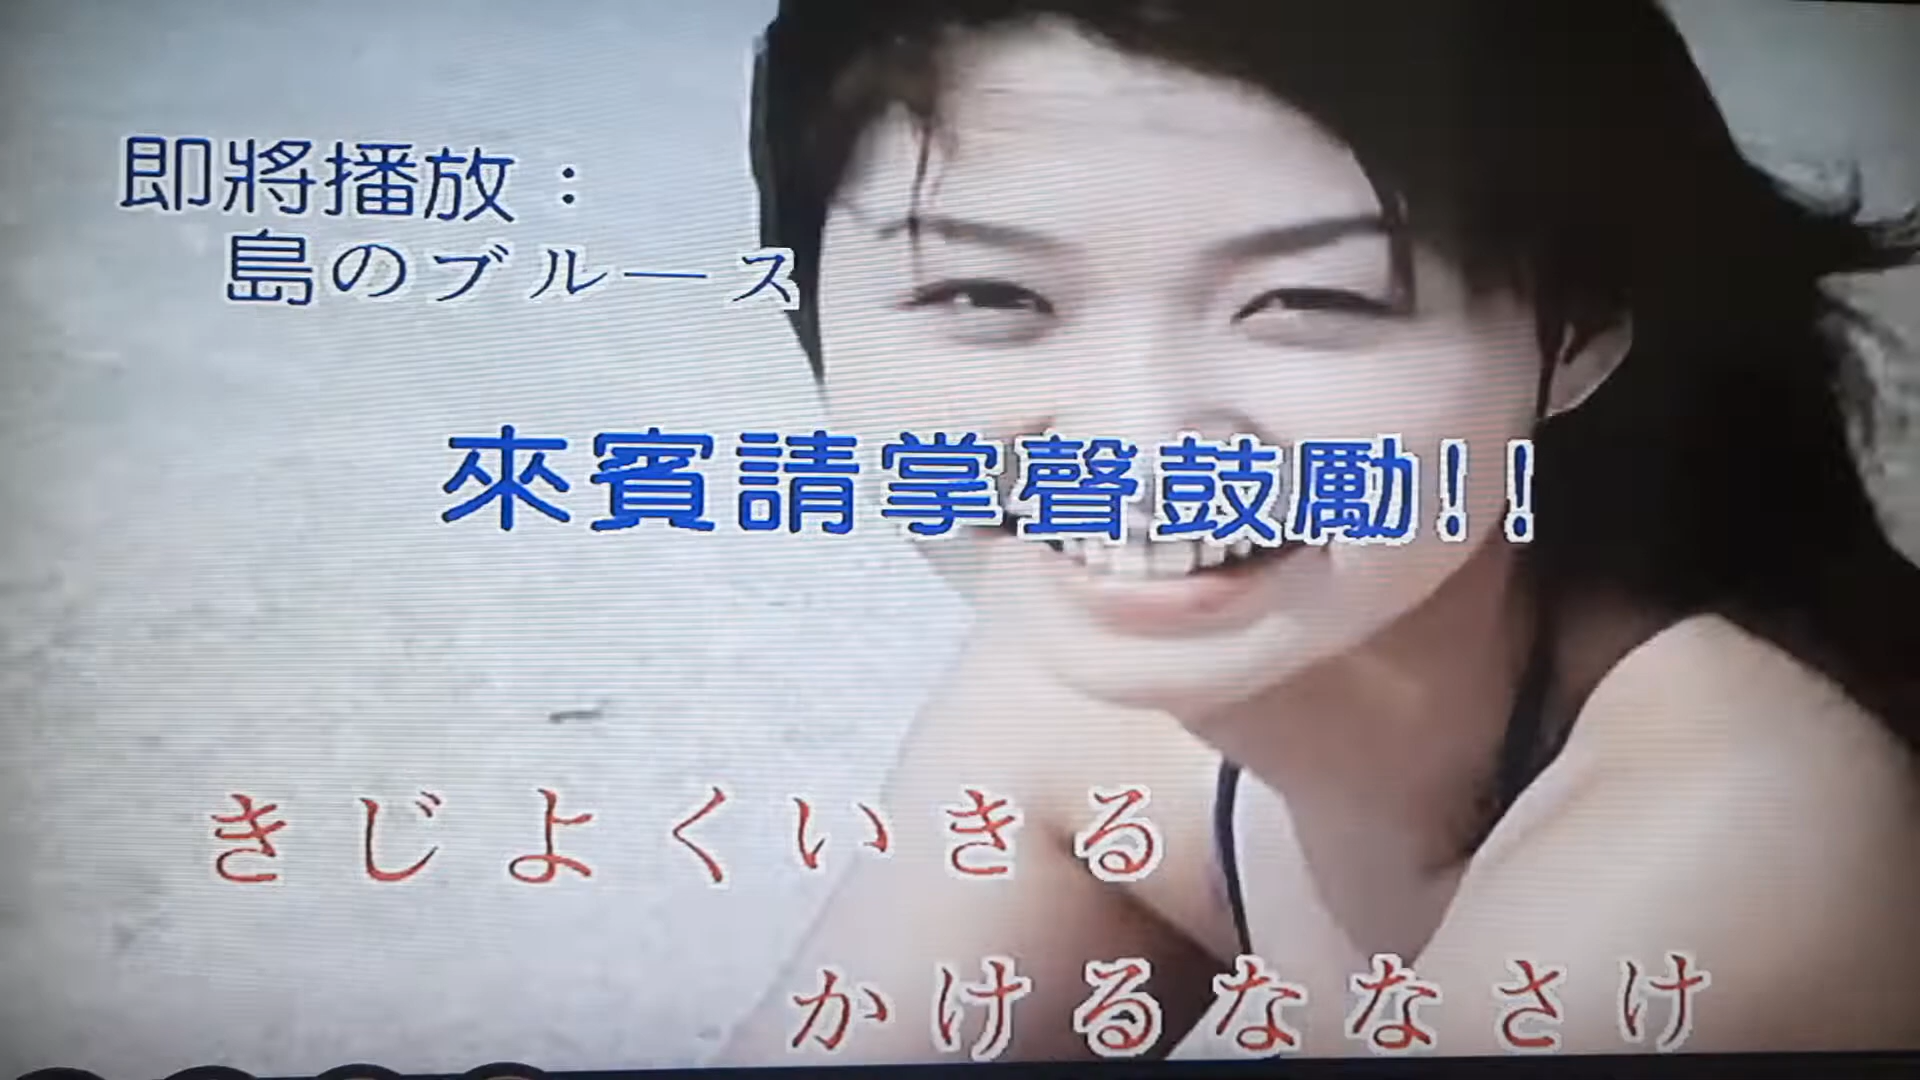 即將播放：
島のブルース
來賓請掌聲鼓勵!!
きじよくいきる
かけるななさけ